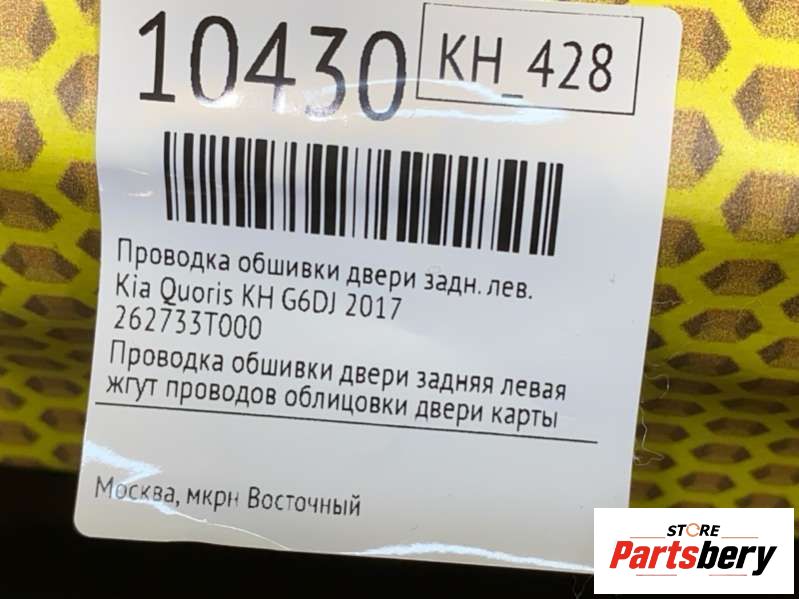 10430
KH_428
Проводка обшивки двери задн. лев.
Kia Quoris KH G6DJ 2017
262733T000
Проводка обшивки двери задняя левая
жгут проводов облицовки двери карты
Москва, мкрн Восточный
STORE
Partsbery